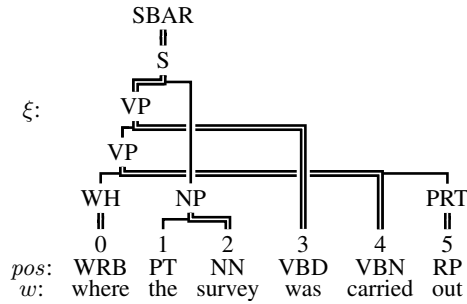 SBAR
S
ξ:
VP
VP
WH NP PRT
0 1 2 3 4 5
pos: WRB PT NN VBD VBN RP
w: where the survey was carried out